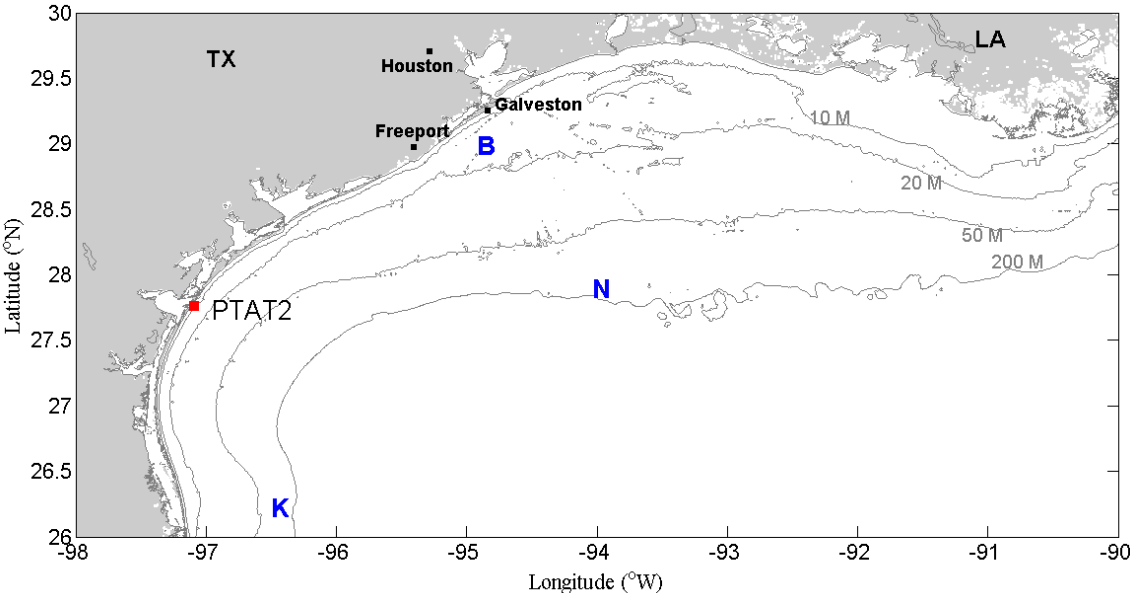 30
29.5
29
28.5
28
27.5
27
26.5
26
Latitude (°N)
TX
LA
Houston
Galveston
Freeport
B
10 M
20 M
50 M
200 M
N
PTAT2
K
-98
-97
-96
-95
-94
-93
-92
-91
-90
Longitude (°W)